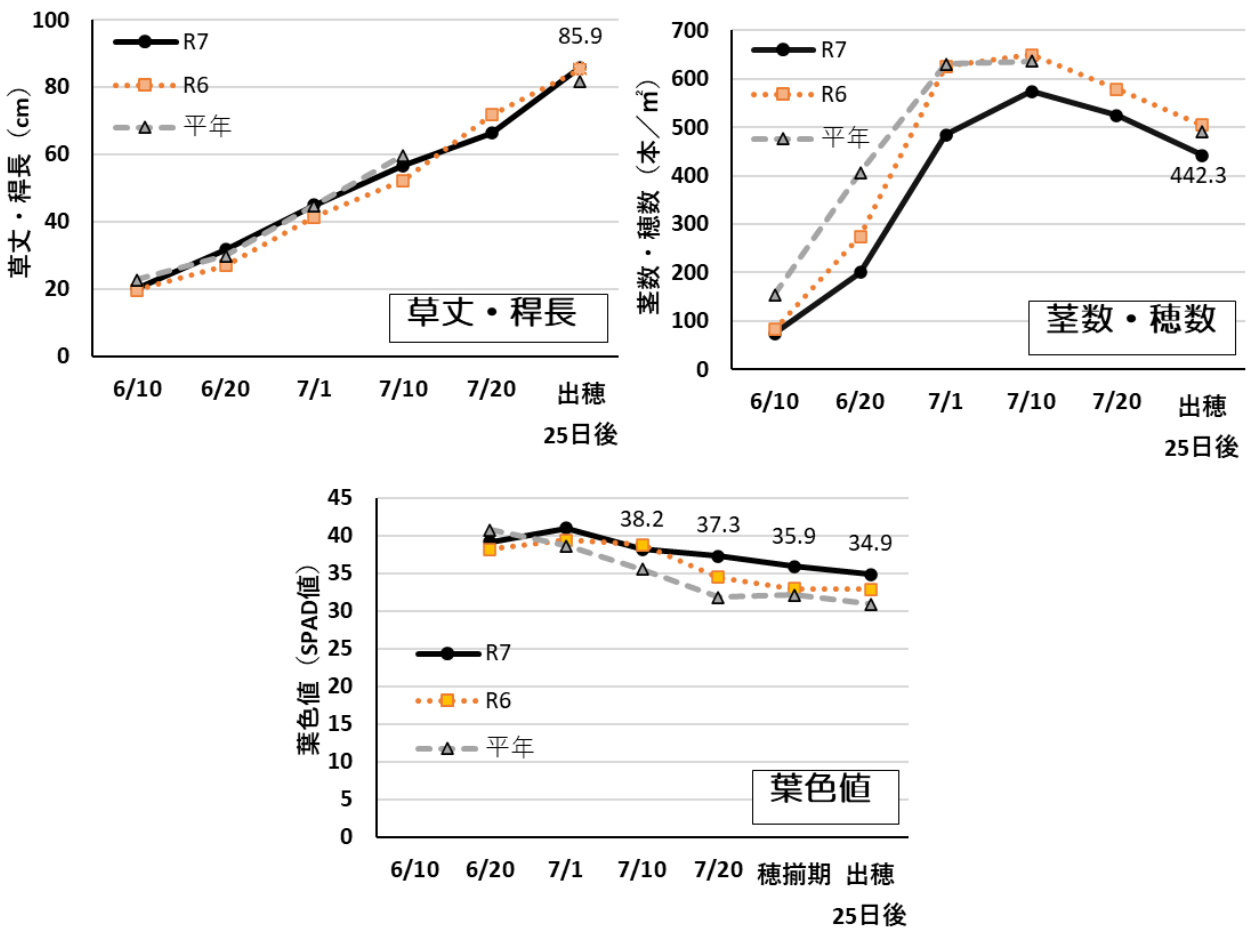 草丈・稈長（cm）
100
80
60
40
20
0
R7
R6
平年
85.9
草丈・稈長
6/10 6/20 7/1 7/10 7/20 出穂
25日後
茎数・穂数（本／㎡）
700
600
500
400
300
200
100
0
R7
R6
平年
442.3
茎数・穂数
6/10 6/20 7/1 7/10 7/20 出穂
25日後
葉色値（SPAD値）
45
40
35
30
25
20
15
10
5
0
38.2 37.3 35.9 34.9
R7
R6
平年
葉色値
6/10 6/20 7/1 7/10 7/20 穂揃期 出穂
25日後